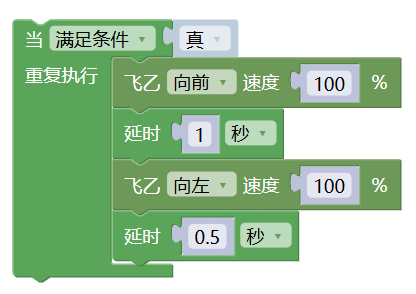 当 满足条件 真
重复执行 飞乙 向前 速度 100 %
延时 1 秒
飞乙 向左 速度 100 %
延时 0.5 秒